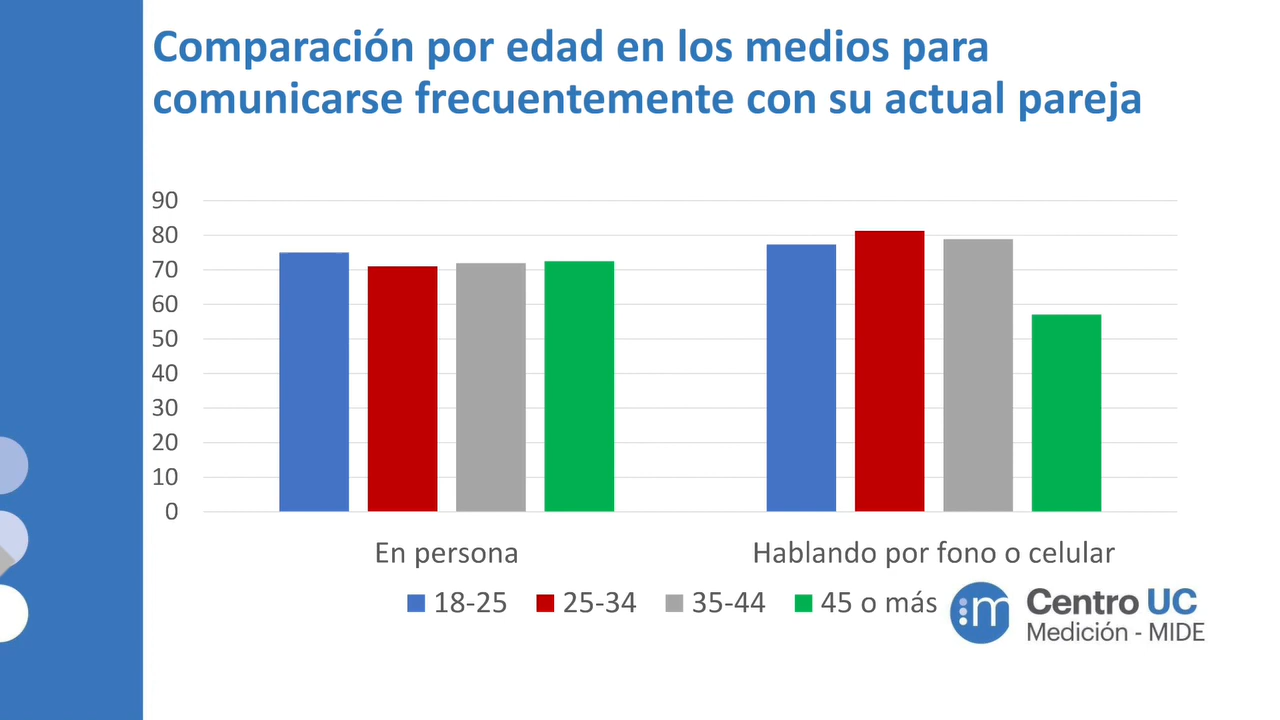 Comparación por edad en los medios para
comunicarse frecuentemente con su actual pareja
90
80
70
60
50
40
30
20
10
0
En persona
Hablando por fono o celular
18-25
25-34
35-44
45 o más
:m
Centro UC
Medición - MIDE